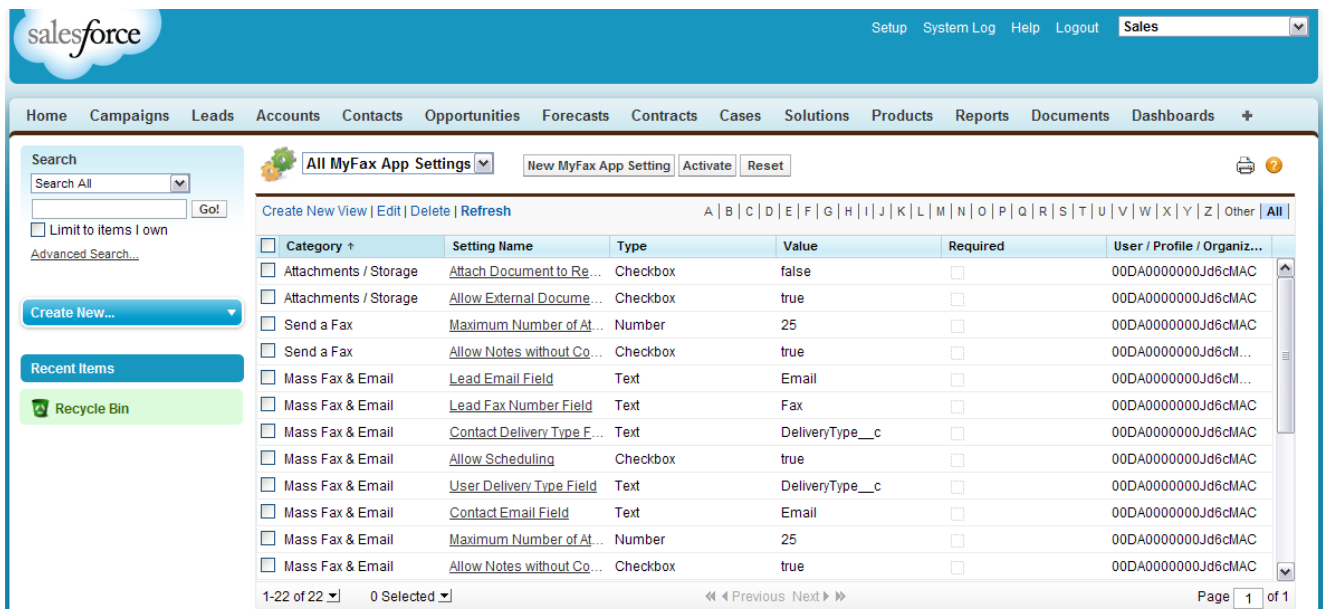 salesforce
Setup System Log Help Logout Sales
Home Campaigns Leads Accounts Contacts Opportunities Forecasts Contracts Cases Solutions Products Reports Documents Dashboards +
Search
Search All
Go!
Limit to items I own
Advanced Search...
Create New...
Recent Items
Recycle Bin
All MyFax App Settings New MyFax App Setting Activate Reset
Create New View | Edit | Delete | Refresh A | B | C | D | E | F | G | H | I | J | K | L | M | N | O | P | Q | R | S | T | U | V | W | X | Y | Z | Other | All
Category ↑ Setting Name Type Value Required User / Profile / Organiz...
Attachments / Storage Attach Document to Re... Checkbox false 00DA0000000Jd6cMAC
Attachments / Storage Allow External Docume... Checkbox true 00DA0000000Jd6cMAC
Send a Fax Maximum Number of At... Number 25 00DA0000000Jd6cMAC
Send a Fax Allow Notes without Co... Checkbox true 00DA0000000Jd6cM...
Mass Fax & Email Lead Email Field Text Email 00DA0000000Jd6cM...
Mass Fax & Email Lead Fax Number Field Text Fax 00DA0000000Jd6cMAC
Mass Fax & Email Contact Delivery Type F... Text DeliveryType__c 00DA0000000Jd6cMAC
Mass Fax & Email Allow Scheduling Checkbox true 00DA0000000Jd6cMAC
Mass Fax & Email User Delivery Type Field Text DeliveryType__c 00DA0000000Jd6cMAC
Mass Fax & Email Contact Email Field Text Email 00DA0000000Jd6cMAC
Mass Fax & Email Maximum Number of At... Number 25 00DA0000000Jd6cMAC
Mass Fax & Email Allow Notes without Co... Checkbox true 00DA0000000Jd6cMAC
1-22 of 22 0 Selected Previous Next Page 1 of 1